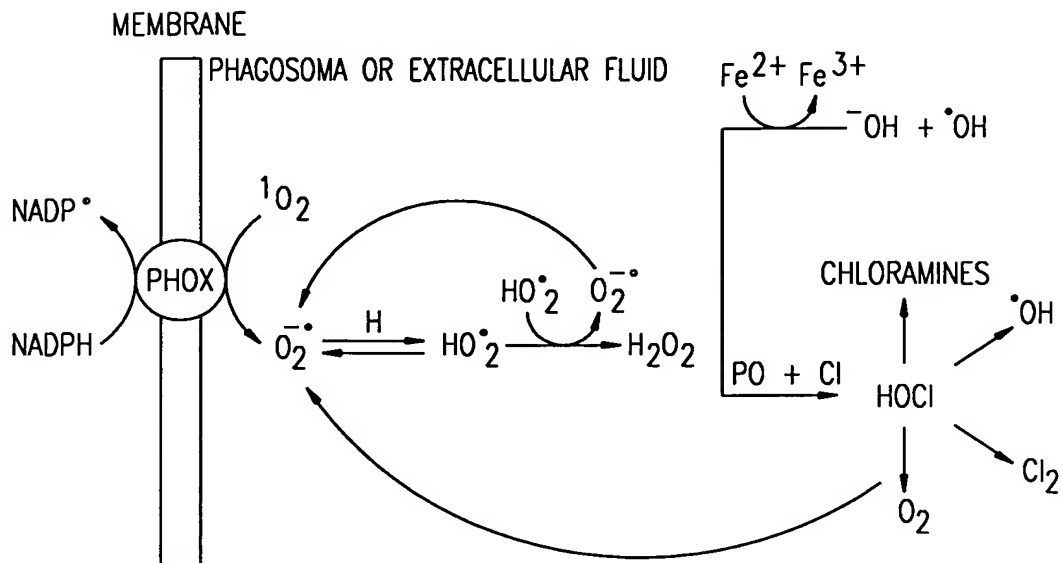 MEMBRANE
PHAGOSOMA OR EXTRACELLULAR FLUID
Fe2+ Fe3+
-OH + •OH
1O2
NADP•
PHOX
NADPH
O2-•
H
HO•2
HO•2
O2-•
H2O2
PO + Cl
CHLORAMINES
•OH
HOCl
Cl2
O2